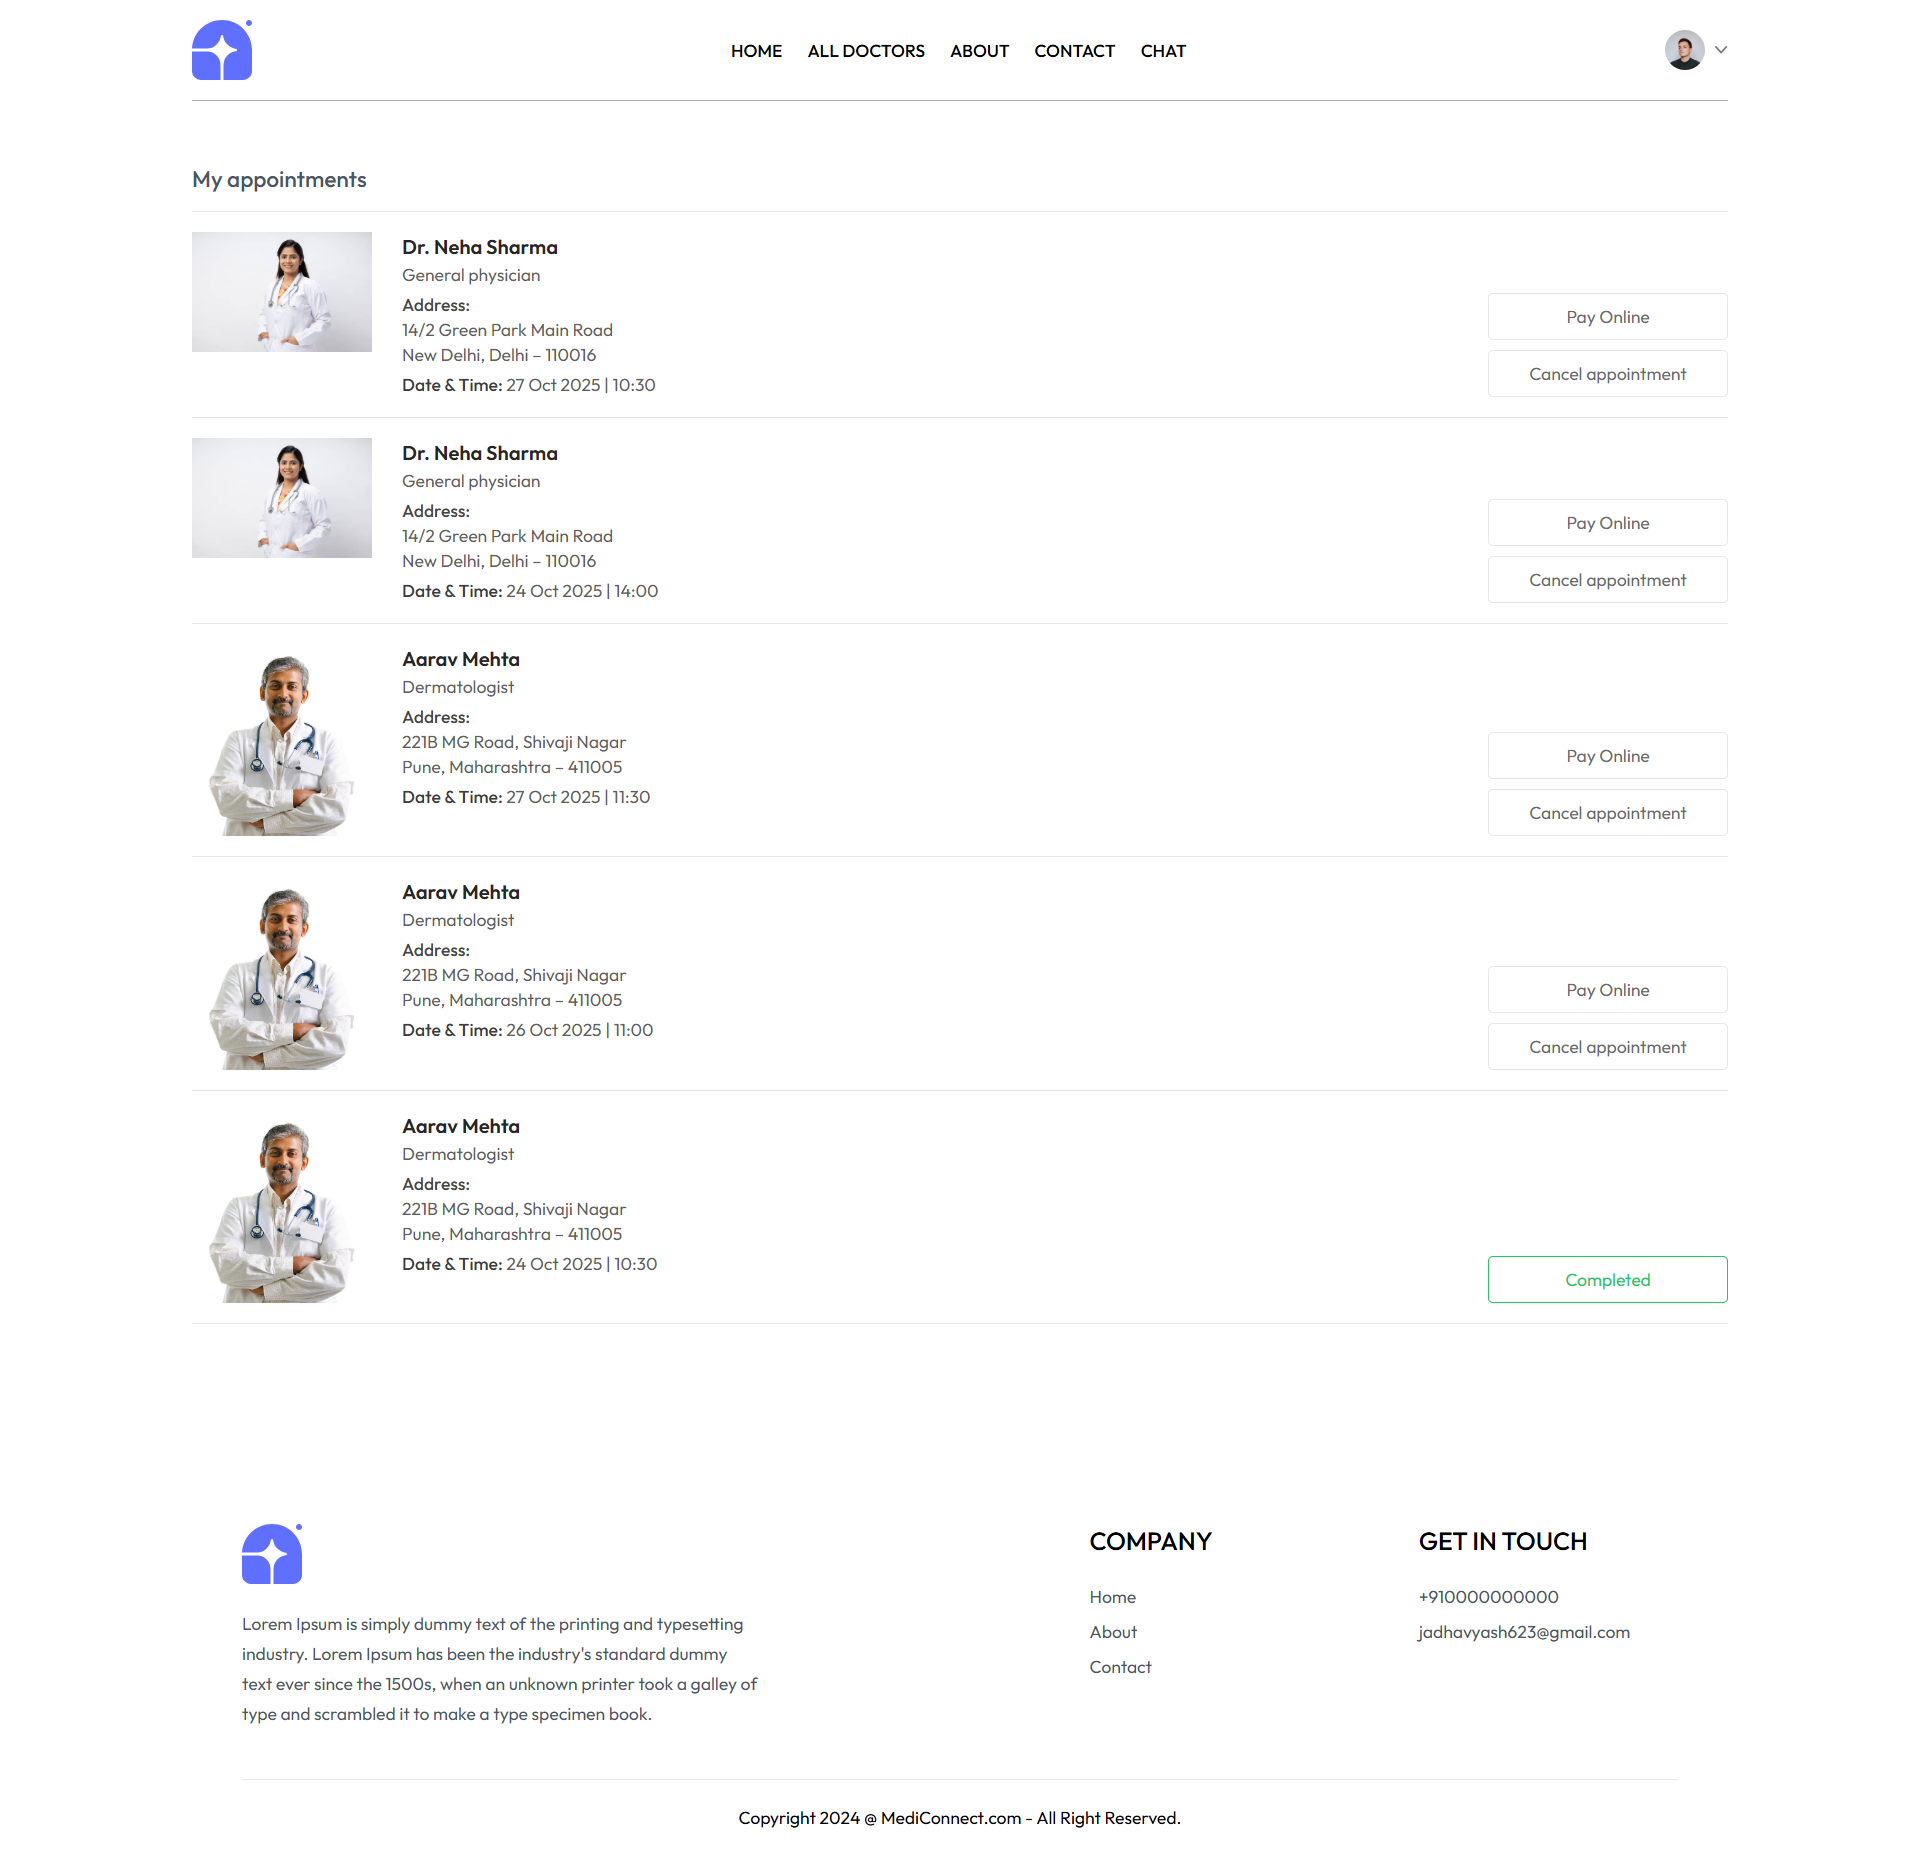 HOME ALL DOCTORS ABOUT CONTACT CHAT
My appointments
Dr. Neha Sharma
General physician
Address:
14/2 Green Park Main Road
New Delhi, Delhi – 110016
Date & Time: 27 Oct 2025 | 10:30
Pay Online
Cancel appointment
Dr. Neha Sharma
General physician
Address:
14/2 Green Park Main Road
New Delhi, Delhi – 110016
Date & Time: 24 Oct 2025 | 14:00
Pay Online
Cancel appointment
Aarav Mehta
Dermatologist
Address:
221B MG Road, Shivaji Nagar
Pune, Maharashtra – 411005
Date & Time: 27 Oct 2025 | 11:30
Pay Online
Cancel appointment
Aarav Mehta
Dermatologist
Address:
221B MG Road, Shivaji Nagar
Pune, Maharashtra – 411005
Date & Time: 26 Oct 2025 | 11:00
Pay Online
Cancel appointment
Aarav Mehta
Dermatologist
Address:
221B MG Road, Shivaji Nagar
Pune, Maharashtra – 411005
Date & Time: 24 Oct 2025 | 10:30
Completed
Lorem Ipsum is simply dummy text of the printing and typesetting
industry. Lorem Ipsum has been the industry's standard dummy
text ever since the 1500s, when an unknown printer took a galley of
type and scrambled it to make a type specimen book.
COMPANY
Home
About
Contact
GET IN TOUCH
+910000000000
jadhavyash623@gmail.com
Copyright 2024 @ MediConnect.com - All Right Reserved.